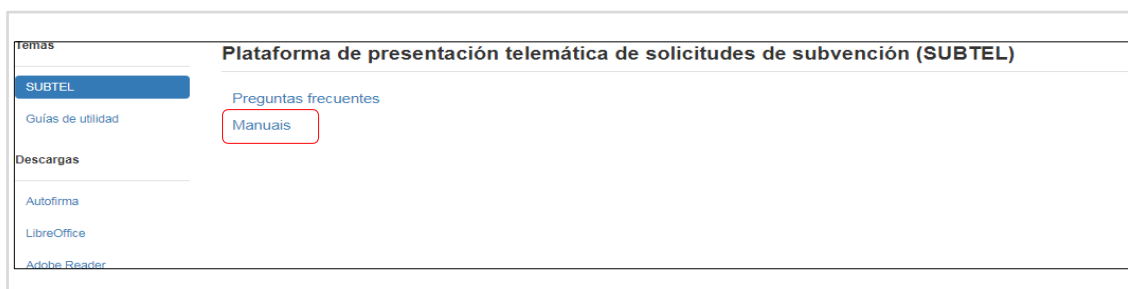 Temas
SUBTEL
Guías de utilidad
Descargas
Autofirma
LibreOffice
Adobe Reader
Plataforma de presentación telemática de solicitudes de subvención (SUBTEL)
Preguntas frecuentes
Manuais